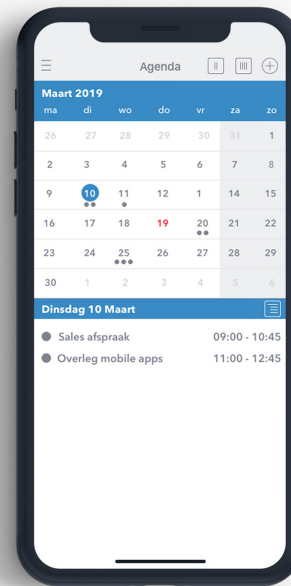 Agenda
Maart 2019
ma di wo do vr za zo
26 27 28 29 30 31 1
2 3 4 5 6 7 8
9 10 11 12 1 14 15
16 17 18 19 20 21 22
23 24 25 26 27 28 29
30 1 2 3 4 5 6
Dinsdag 10 Maart
Sales afspraak 09:00 - 10:45
Overleg mobile apps 11:00 - 12:45